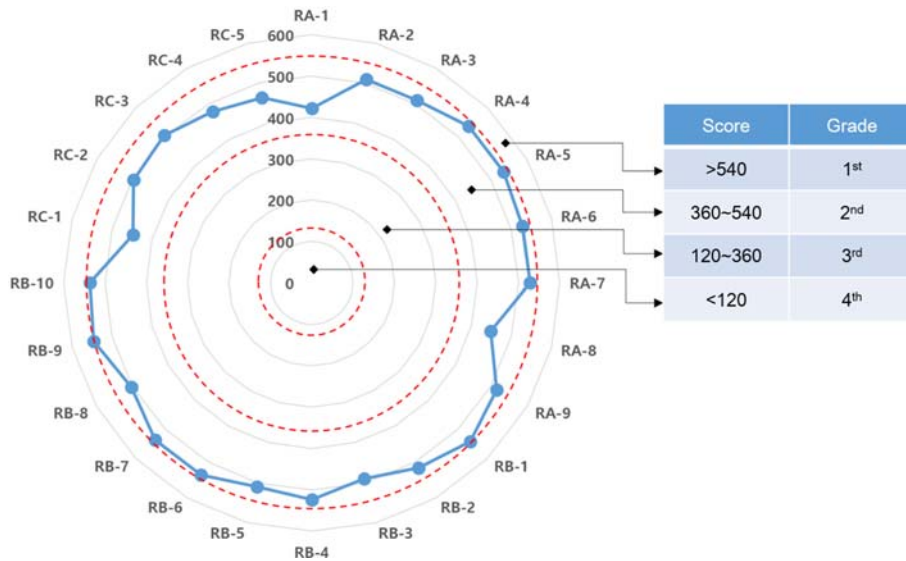 RA-1
RA-2
RA-3
RA-4
RA-5
RA-6
RA-7
RA-8
RA-9
RB-1
RB-2
RB-3
RB-4
RB-5
RB-6
RB-7
RB-8
RB-9
RB-10
RC-1
RC-2
RC-3
RC-4
RC-5
600
500
400
300
200
100
0
Score Grade
>540 1st
360~540 2nd
120~360 3rd
<120 4th